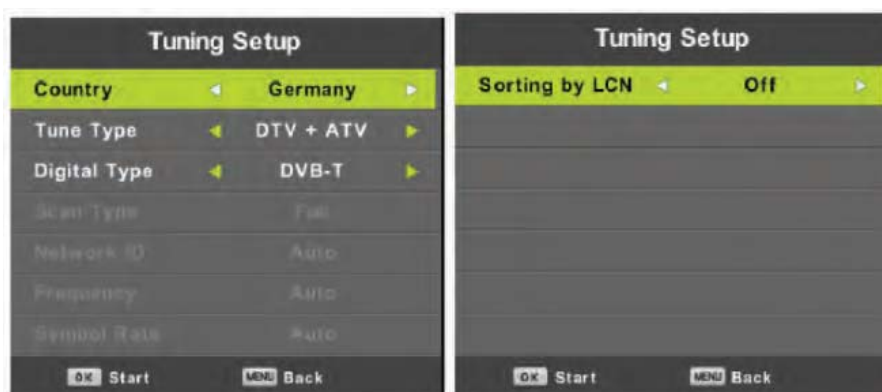 Tuning Setup
Country Germany
Tune Type DTV + ATV
Digital Type DVB-T
Scan Type Full
Network ID Auto
Frequency Auto
Symbol Rate Auto
OK Start MENU Back
Tuning Setup
Sorting by LCN Off
OK Start MENU Back